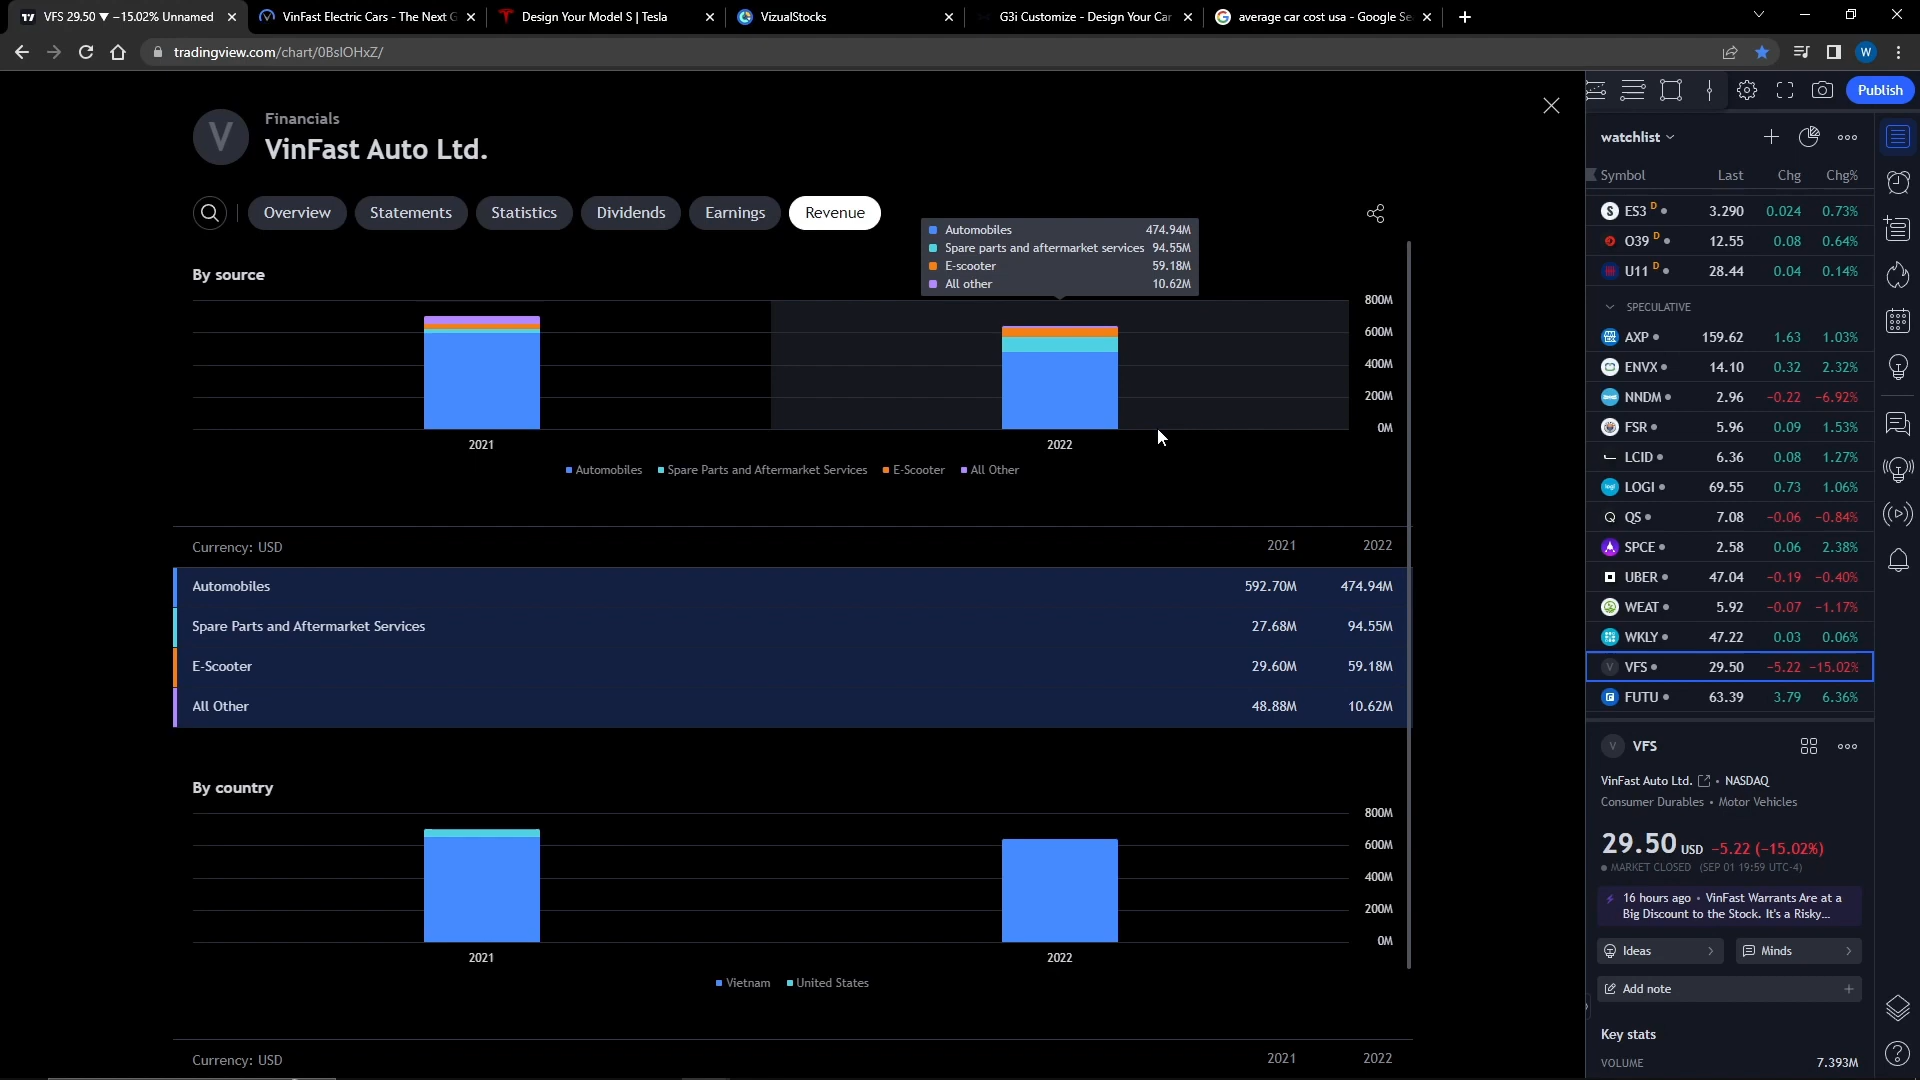 VFS 29.50 ▼ −15.02% Unnamed
VinFast Electric Cars - The Next G
Design Your Model S | Tesla
VizualStocks
G3i Customize - Design Your Car
average car cost usa - Google Se
tradingview.com/chart/0BslOHxZ/
W
Publish
V
Financials
VinFast Auto Ltd.
Overview
Statements
Statistics
Dividends
Earnings
Revenue
Automobiles 474.94M
Spare parts and aftermarket services 94.55M
E-scooter 59.18M
All other 10.62M
By source
800M
600M
400M
200M
0M
2021
2022
Automobiles
Spare Parts and Aftermarket Services
E-Scooter
All Other
Currency: USD 2021 2022
Automobiles 592.70M 474.94M
Spare Parts and Aftermarket Services 27.68M 94.55M
E-Scooter 29.60M 59.18M
All Other 48.88M 10.62M
By country
800M
600M
400M
200M
0M
2021
2022
Vietnam
United States
Currency: USD 2021 2022
watchlist
Symbol Last Chg Chg%
ES3 D 3.290 0.024 0.73%
O39 D 12.55 0.08 0.64%
U11 D 28.44 0.04 0.14%
SPECULATIVE
AXP 159.62 1.63 1.03%
ENVX 14.10 0.32 2.32%
NNDM 2.96 −0.22 −6.92%
FSR 5.96 0.09 1.53%
LCID 6.36 0.08 1.27%
LOGI 69.55 0.73 1.06%
QS 7.08 −0.06 −0.84%
SPCE 2.58 0.06 2.38%
UBER 47.04 −0.19 −0.40%
WEAT 5.92 −0.07 −1.17%
WKLY 47.22 0.03 0.06%
V VFS 29.50 −5.22 −15.02%
FUTU 63.39 3.79 6.36%
V VFS
VinFast Auto Ltd. • NASDAQ
Consumer Durables • Motor Vehicles
29.50 USD −5.22 (−15.02%)
MARKET CLOSED (SEP 01 19:59 UTC-4)
16 hours ago • VinFast Warrants Are at a
Big Discount to the Stock. It's a Risky...
Ideas
Minds
Add note
Key stats
VOLUME 7.393M